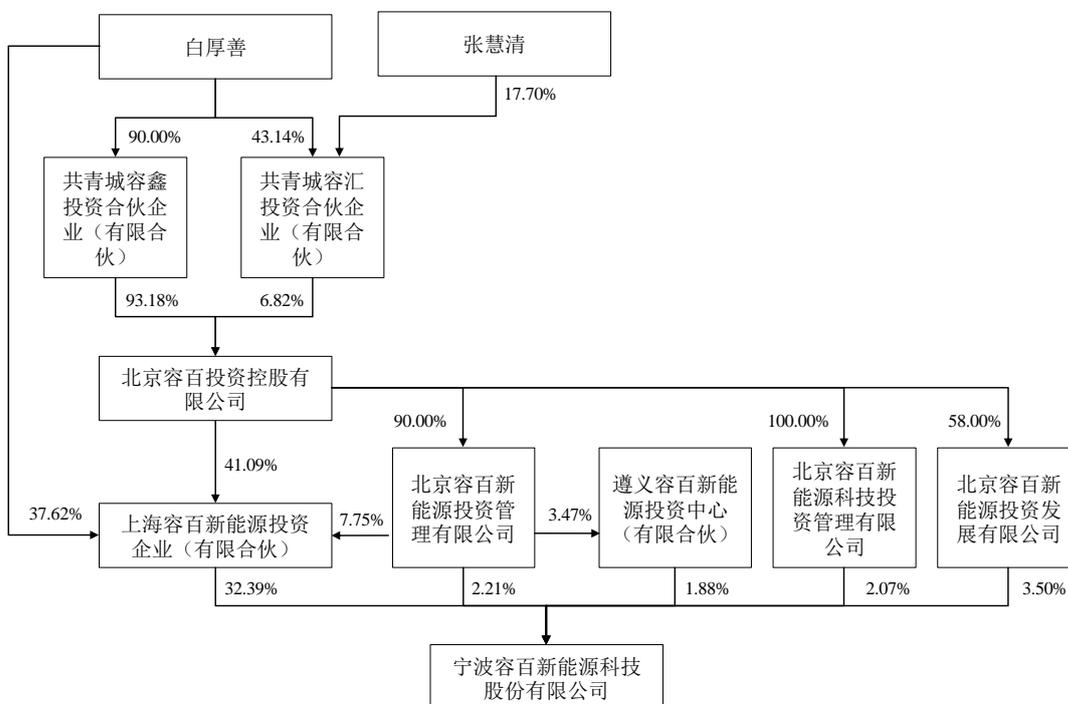 白厚善
张慧清
17.70%
90.00%
43.14%
共青城容鑫
投资合伙企
业（有限合
伙）
共青城容汇
投资合伙企
业（有限合
伙）
93.18%
6.82%
北京容百投资控股有
限公司
90.00%
100.00%
58.00%
41.09%
37.62%
上海容百新能源投资
企业（有限合伙）
7.75%
北京容百新
能源投资管
理有限公司
3.47%
遵义容百新能
源投资中心
（有限合伙）
北京容百新
能源科技投
资管理有限
公司
北京容百新
能源投资发
展有限公司
32.39%
2.21%
1.88%
2.07%
3.50%
宁波容百新能源科技
股份有限公司